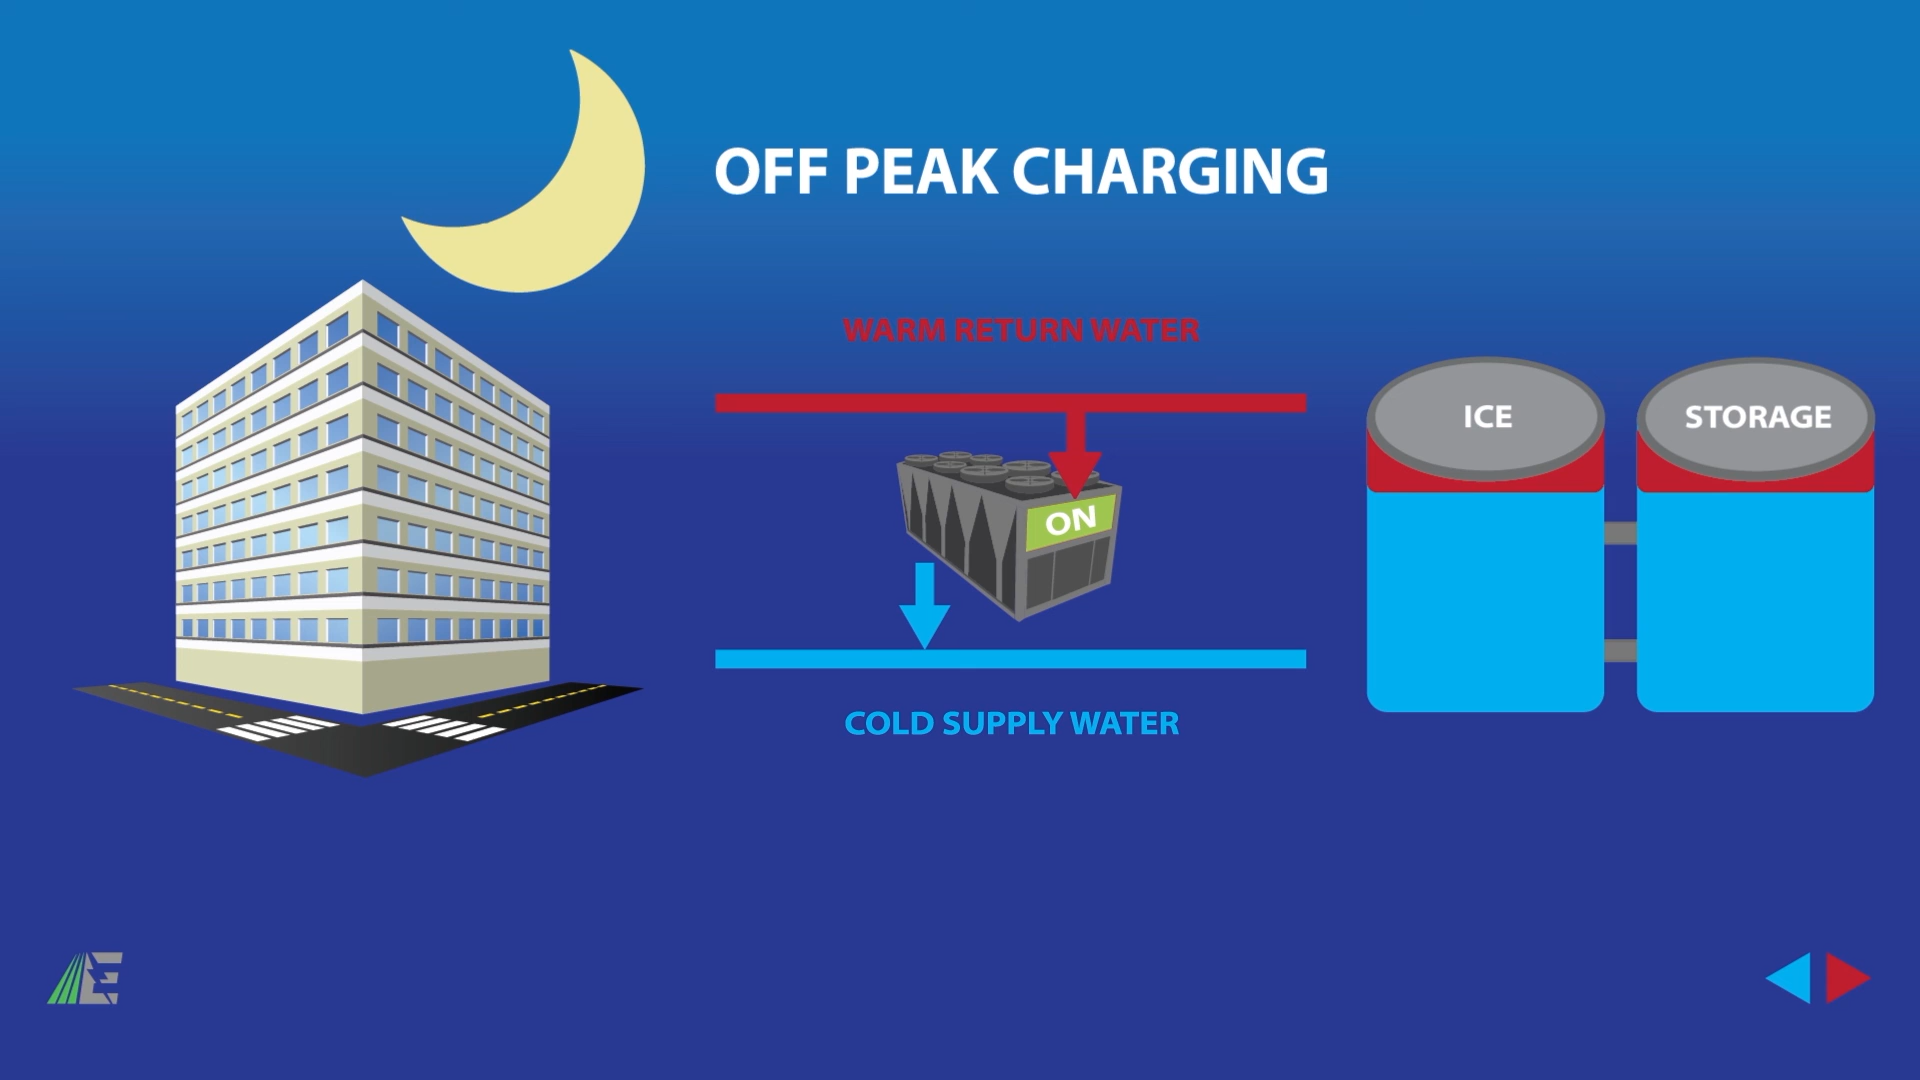 OFF PEAK CHARGING
WARM RETURN WATER
ICE
STORAGE
ON
COLD SUPPLY WATER